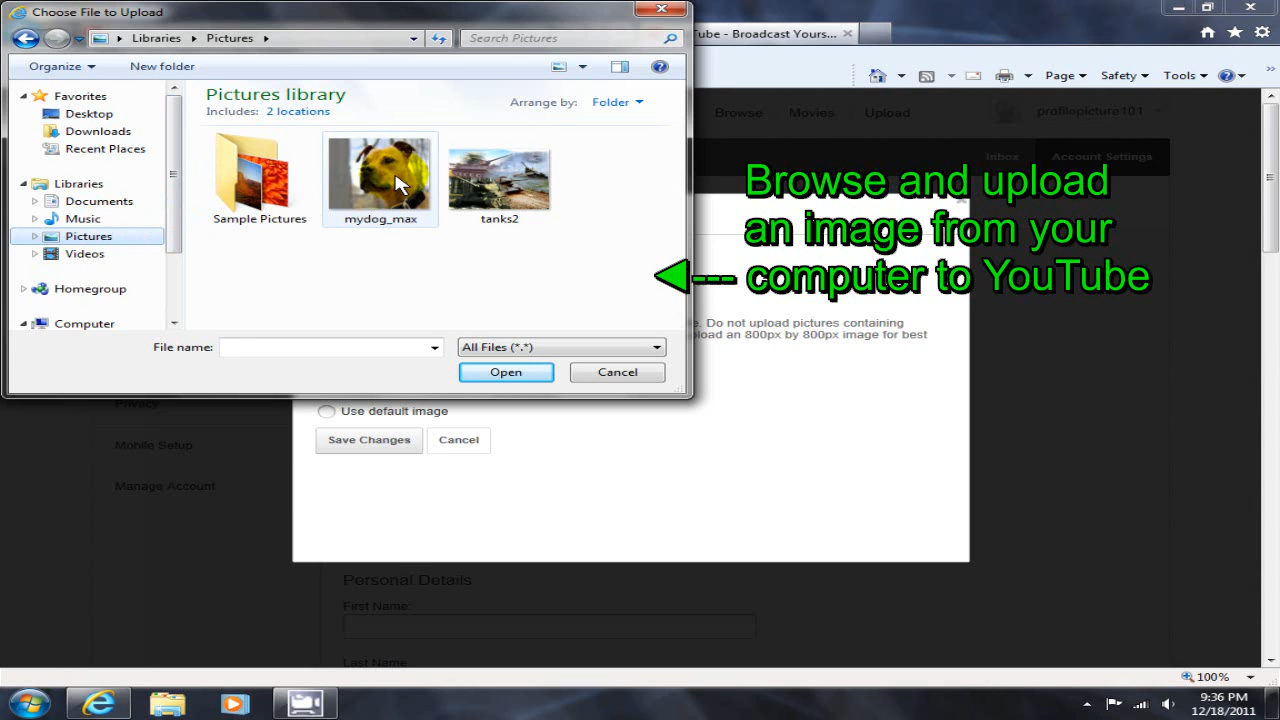 Choose File to Upload
Libraries
Pictures
Search Pictures
Tube - Broadcast Yours...
Organize
New folder
Page
Safety
Tools
Favorites
Desktop
Downloads
Recent Places
Libraries
Documents
Music
Pictures
Videos
Homegroup
Computer
Pictures library
Includes: 2 locations
Arrange by: Folder
Sample Pictures
mydog_max
tanks2
File name:
All Files (*.*)
Open
Cancel
Browse
Movies
Upload
profilopicture101
Inbox
Account Settings
Browse and upload
an image from your
<--- computer to YouTube
. Do not upload pictures containing
load an 800px by 800px image for best
Privacy
Mobile Setup
Manage Account
Use default image
Save Changes
Cancel
Personal Details
First Name:
Last Name
100%
9:36 PM
12/18/2011